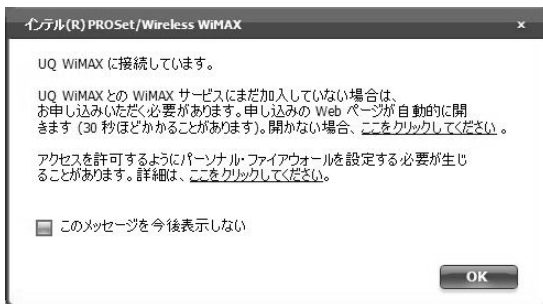 インテル(R) PROSet/Wireless WiMAX
×
UQ WiMAX に接続しています。
UQ WiMAX との WiMAX サービスにまだ加入していない場合は、
お申し込みいただく必要があります。申し込みの Web ページが自動的に開
きます (30 秒ほどかかることがあります)。開かない場合、ここをクリックしてください 。
アクセスを許可するようにパーソナル・ファイアウォールを設定する必要が生じ
ることがあります。詳細は、ここをクリックしてください。
このメッセージを今後表示しない
OK